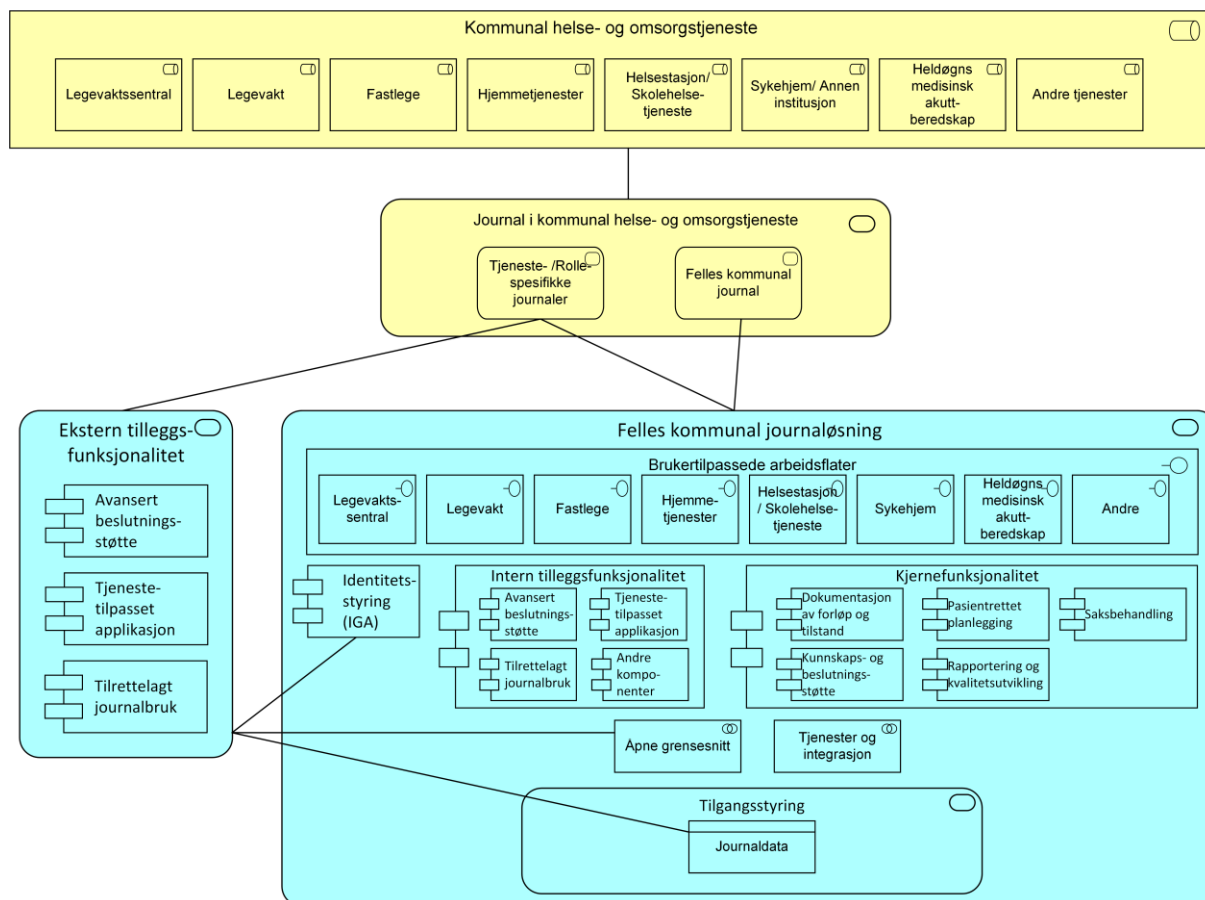 Kommunal helse- og omsorgstjeneste
Legevaktssentral
Legevakt
Fastlege
Hjemmetjenester
Helsestasjon/
Skolehelse-
tjeneste
Sykehjem/ Annen
institusjon
Heldøgns
medisinsk
akutt-
beredskap
Andre tjenester
Journal i kommunal helse- og omsorgstjeneste
Tjeneste- /Rolle-
spesifikke
journaler
Felles kommunal
journal
Ekstern tilleggs-
funksjonalitet
Avansert
beslutnings-
støtte
Tjeneste-
tilpasset
applikasjon
Tilrettelagt
journalbruk
Felles kommunal journaløsning
Brukertilpassede arbeidsflater
Legevakts-
sentral
Legevakt
Fastlege
Hjemme-
tjenester
Helsestasjon
/ Skolehelse-
tjeneste
Sykehjem
Heldøgns
medisinsk
akutt-
beredskap
Andre
Identitets-
styring
(IGA)
Intern tilleggsfunksjonalitet
Avansert
beslutnings-
støtte
Tjeneste-
tilpasset
applikasjon
Tilrettelagt
journalbruk
Andre
kompo-
nenter
Kjernefunksjonalitet
Dokumentasjon
av forløp og
tilstand
Pasientrettet
planlegging
Saksbehandling
Kunnskaps- og
beslutnings-
støtte
Rapportering og
kvalitetsutvikling
Åpne grensesnitt
Tjenester og
integrasjon
Tilgangsstyring
Journaldata